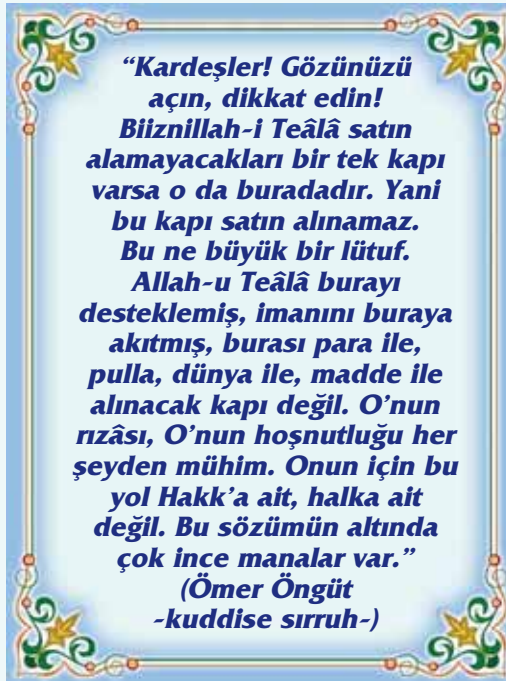 “Kardeşler! Gözünüzü
açın, dikkat edin!
Biiznillah-i Teâlâ satın
alamayacakları bir tek kapı
varsa o da buradadır. Yani
bu kapı satın alınamaz.
Bu ne büyük bir lütuf.
Allah-u Teâlâ burayı
desteklemiş, imanını buraya
akıtmış, burası para ile,
pulla, dünya ile, madde ile
alınacak kapı değil. O’nun
rızâsı, O’nun hoşnutluğu her
şeyden mühim. Onun için bu
yol Hakk’a ait, halka ait
değil. Bu sözümün altında
çok ince manalar var.”
(Ömer Öngüt
-kuddise sırruh-)